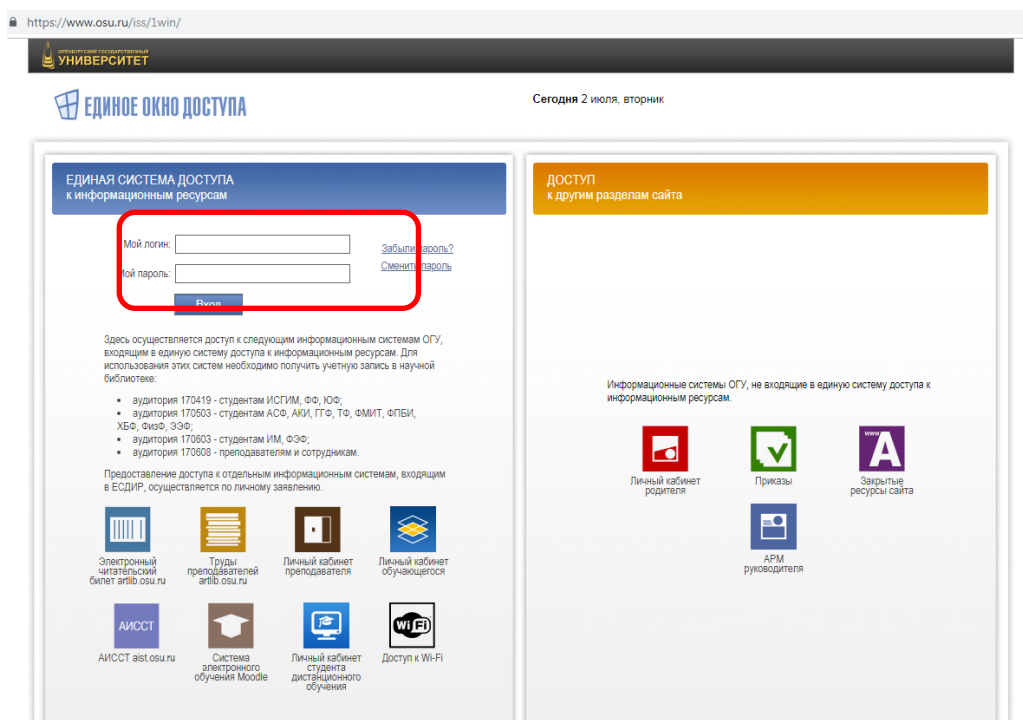 https://www.osu.ru/iss/1win/
ОРЕНБУРГСКИЙ ГОСУДАРСТВЕННЫЙ
УНИВЕРСИТЕТ
ЕДИНОЕ ОКНО ДОСТУПА
Сегодня 2 июля, вторник
ЕДИНАЯ СИСТЕМА ДОСТУПА
к информационным ресурсам
Мой логин:
Забыли пароль?
Мой пароль:
Сменить пароль
Вход
Здесь осуществляется доступ к следующим информационным системам ОГУ,
входящим в единую систему доступа к информационным ресурсам. Для
использования этих систем необходимо получить учетную запись в научной
библиотеке:
• аудитория 170419 - студентам ИСГИМ, ФФ, ЮФ;
• аудитория 170503 - студентам АСФ, АКИ, ГГФ, ТФ, ФМИТ, ФПБИ,
ХБФ, ФизФ, ЭЭФ;
• аудитория 170603 - студентам ИМ, ФЭФ;
• аудитория 170608 - преподавателям и сотрудникам.
Предоставление доступа к отдельным информационным системам, входящим
в ЕСДИР, осуществляется по личному заявлению.
Электронный
читательский
билет artlib.osu.ru
Труды
преподавателей
artlib.osu.ru
Личный кабинет
преподавателя
Личный кабинет
обучающегося
АИССТ
АИССТ aist.osu.ru
Система
электронного
обучения Moodle
Личный кабинет
студента
дистанционного
обучения
Wi Fi
Доступ к Wi-Fi
ДОСТУП
к другим разделам сайта
Информационные системы ОГУ, не входящие в единую систему доступа к
информационным ресурсам.
Личный кабинет
родителя
Приказы
www
А
Закрытые
ресурсы сайта
АРМ
руководителя